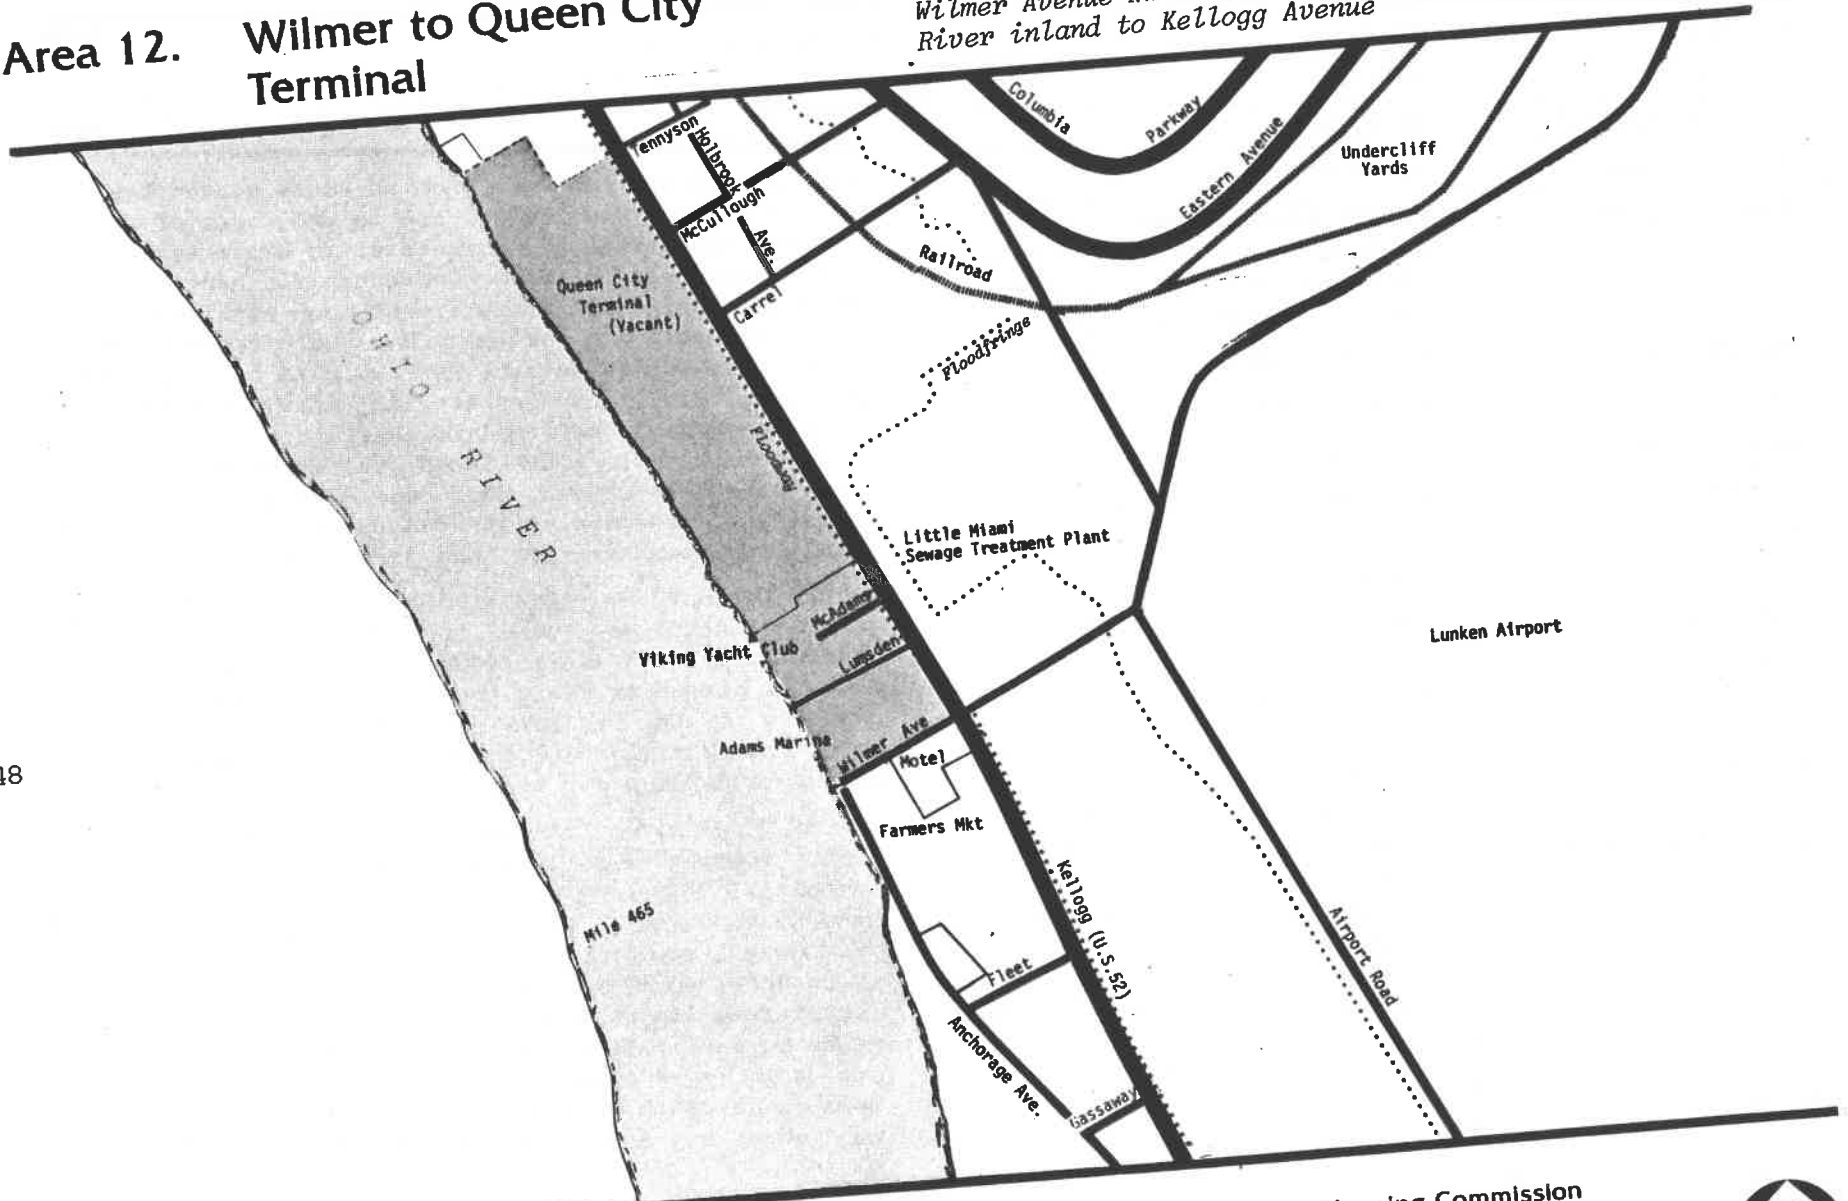 Area 12.
Wilmer to Queen City
Terminal
Wilmer Avenue
River inland to Kellogg Avenue
Columbia
Parkway
Eastern Avenue
Undercliff
Yards
Tennyson
Holbrook
McCullough
Ave.
Carrel
Railroad
Floodfringe
Queen City
Terminal
(Vacant)
OHIO RIVER
Floodway
Little Miami
Sewage Treatment Plant
McAdams
Viking Yacht Club
Lumsden
Lunken Airport
Adams Marina
Wilmer Ave
Motel
Farmers Mkt
48
Mile 465
Kellogg (U.S.52)
Fleet
Airport Road
Anchorage Ave.
Gassaway
Commission